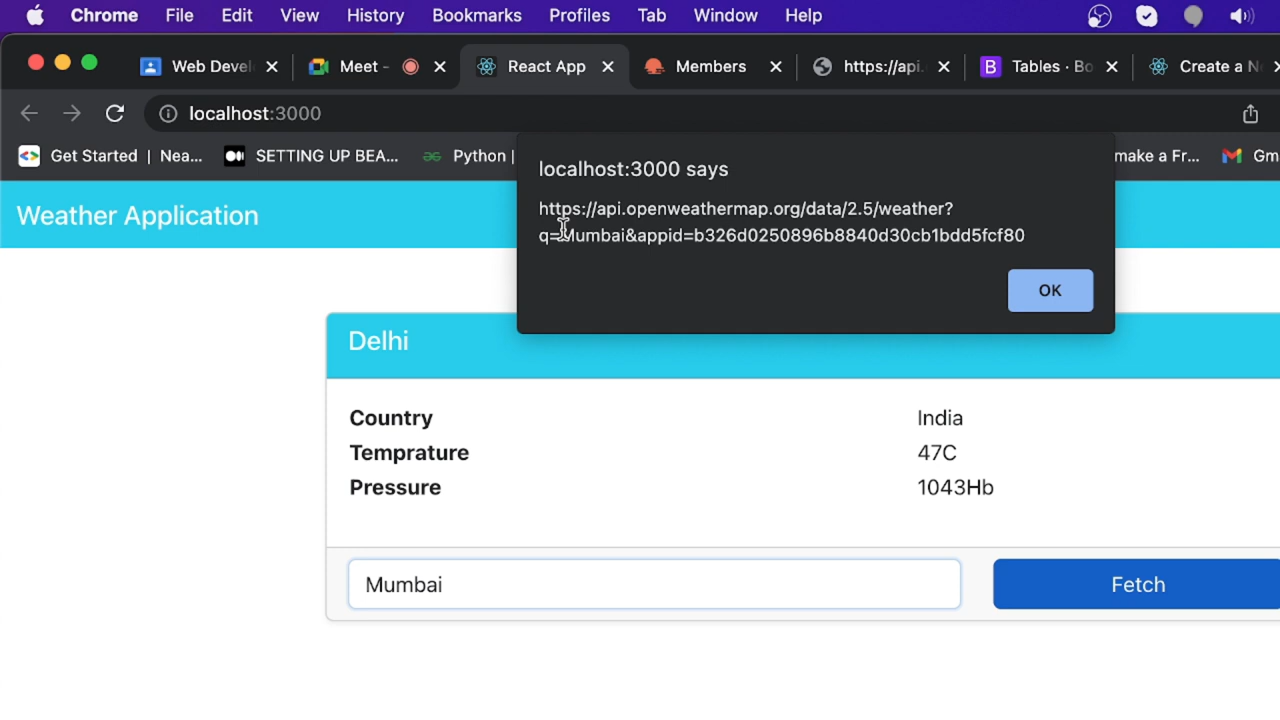 Chrome File Edit View History Bookmarks Profiles Tab Window Help
Web Devel Meet - React App Members https://api. Tables · Bo Create a N
localhost:3000
Get Started | Nea... SETTING UP BEA... Python | make a Fr... Gm
localhost:3000 says
https://api.openweathermap.org/data/2.5/weather?
q=Mumbai&appid=b326d0250896b8840d30cb1bdd5fcf80
OK
Weather Application
Delhi
Country India
Temprature 47C
Pressure 1043Hb
Mumbai Fetch